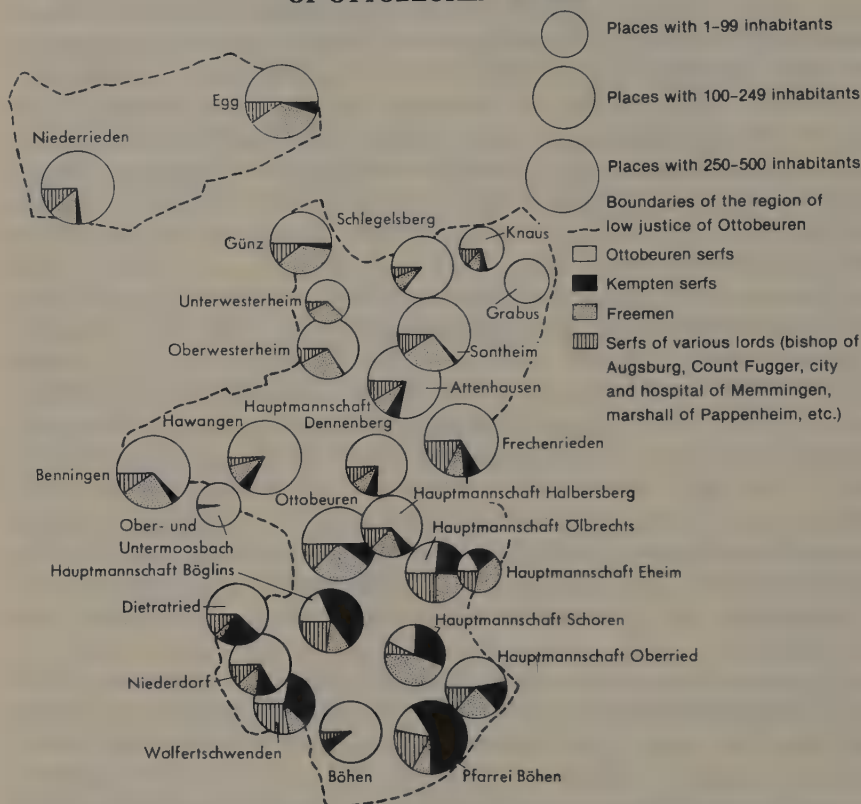 Places with 1–99 inhabitants
Places with 100–249 inhabitants
Places with 250–500 inhabitants
Boundaries of the region of
low justice of Ottobeuren
Ottobeuren serfs
Kempten serfs
Freemen
Serfs of various lords (bishop of
Augsburg, Count Fugger, city
and hospital of Memmingen,
marshall of Pappenheim, etc.)
Egg
Niederrieden
Schlegelsberg
Knaus
Günz
Grabus
Unterwesterheim
Oberwesterheim
Sontheim
Attenhausen
Hauptmannschaft
Dennenberg
Hawangen
Frechenrieden
Benningen
Ottobeuren
Hauptmannschaft Halbersberg
Ober- und
Untermoosbach
Hauptmannschaft Ölbrechts
Hauptmannschaft Böglins
Hauptmannschaft Eheim
Dietratried
Hauptmannschaft Schoren
Hauptmannschaft Oberried
Niederdorf
Wolfertschwenden
Böhen
Pfarrei Böhen